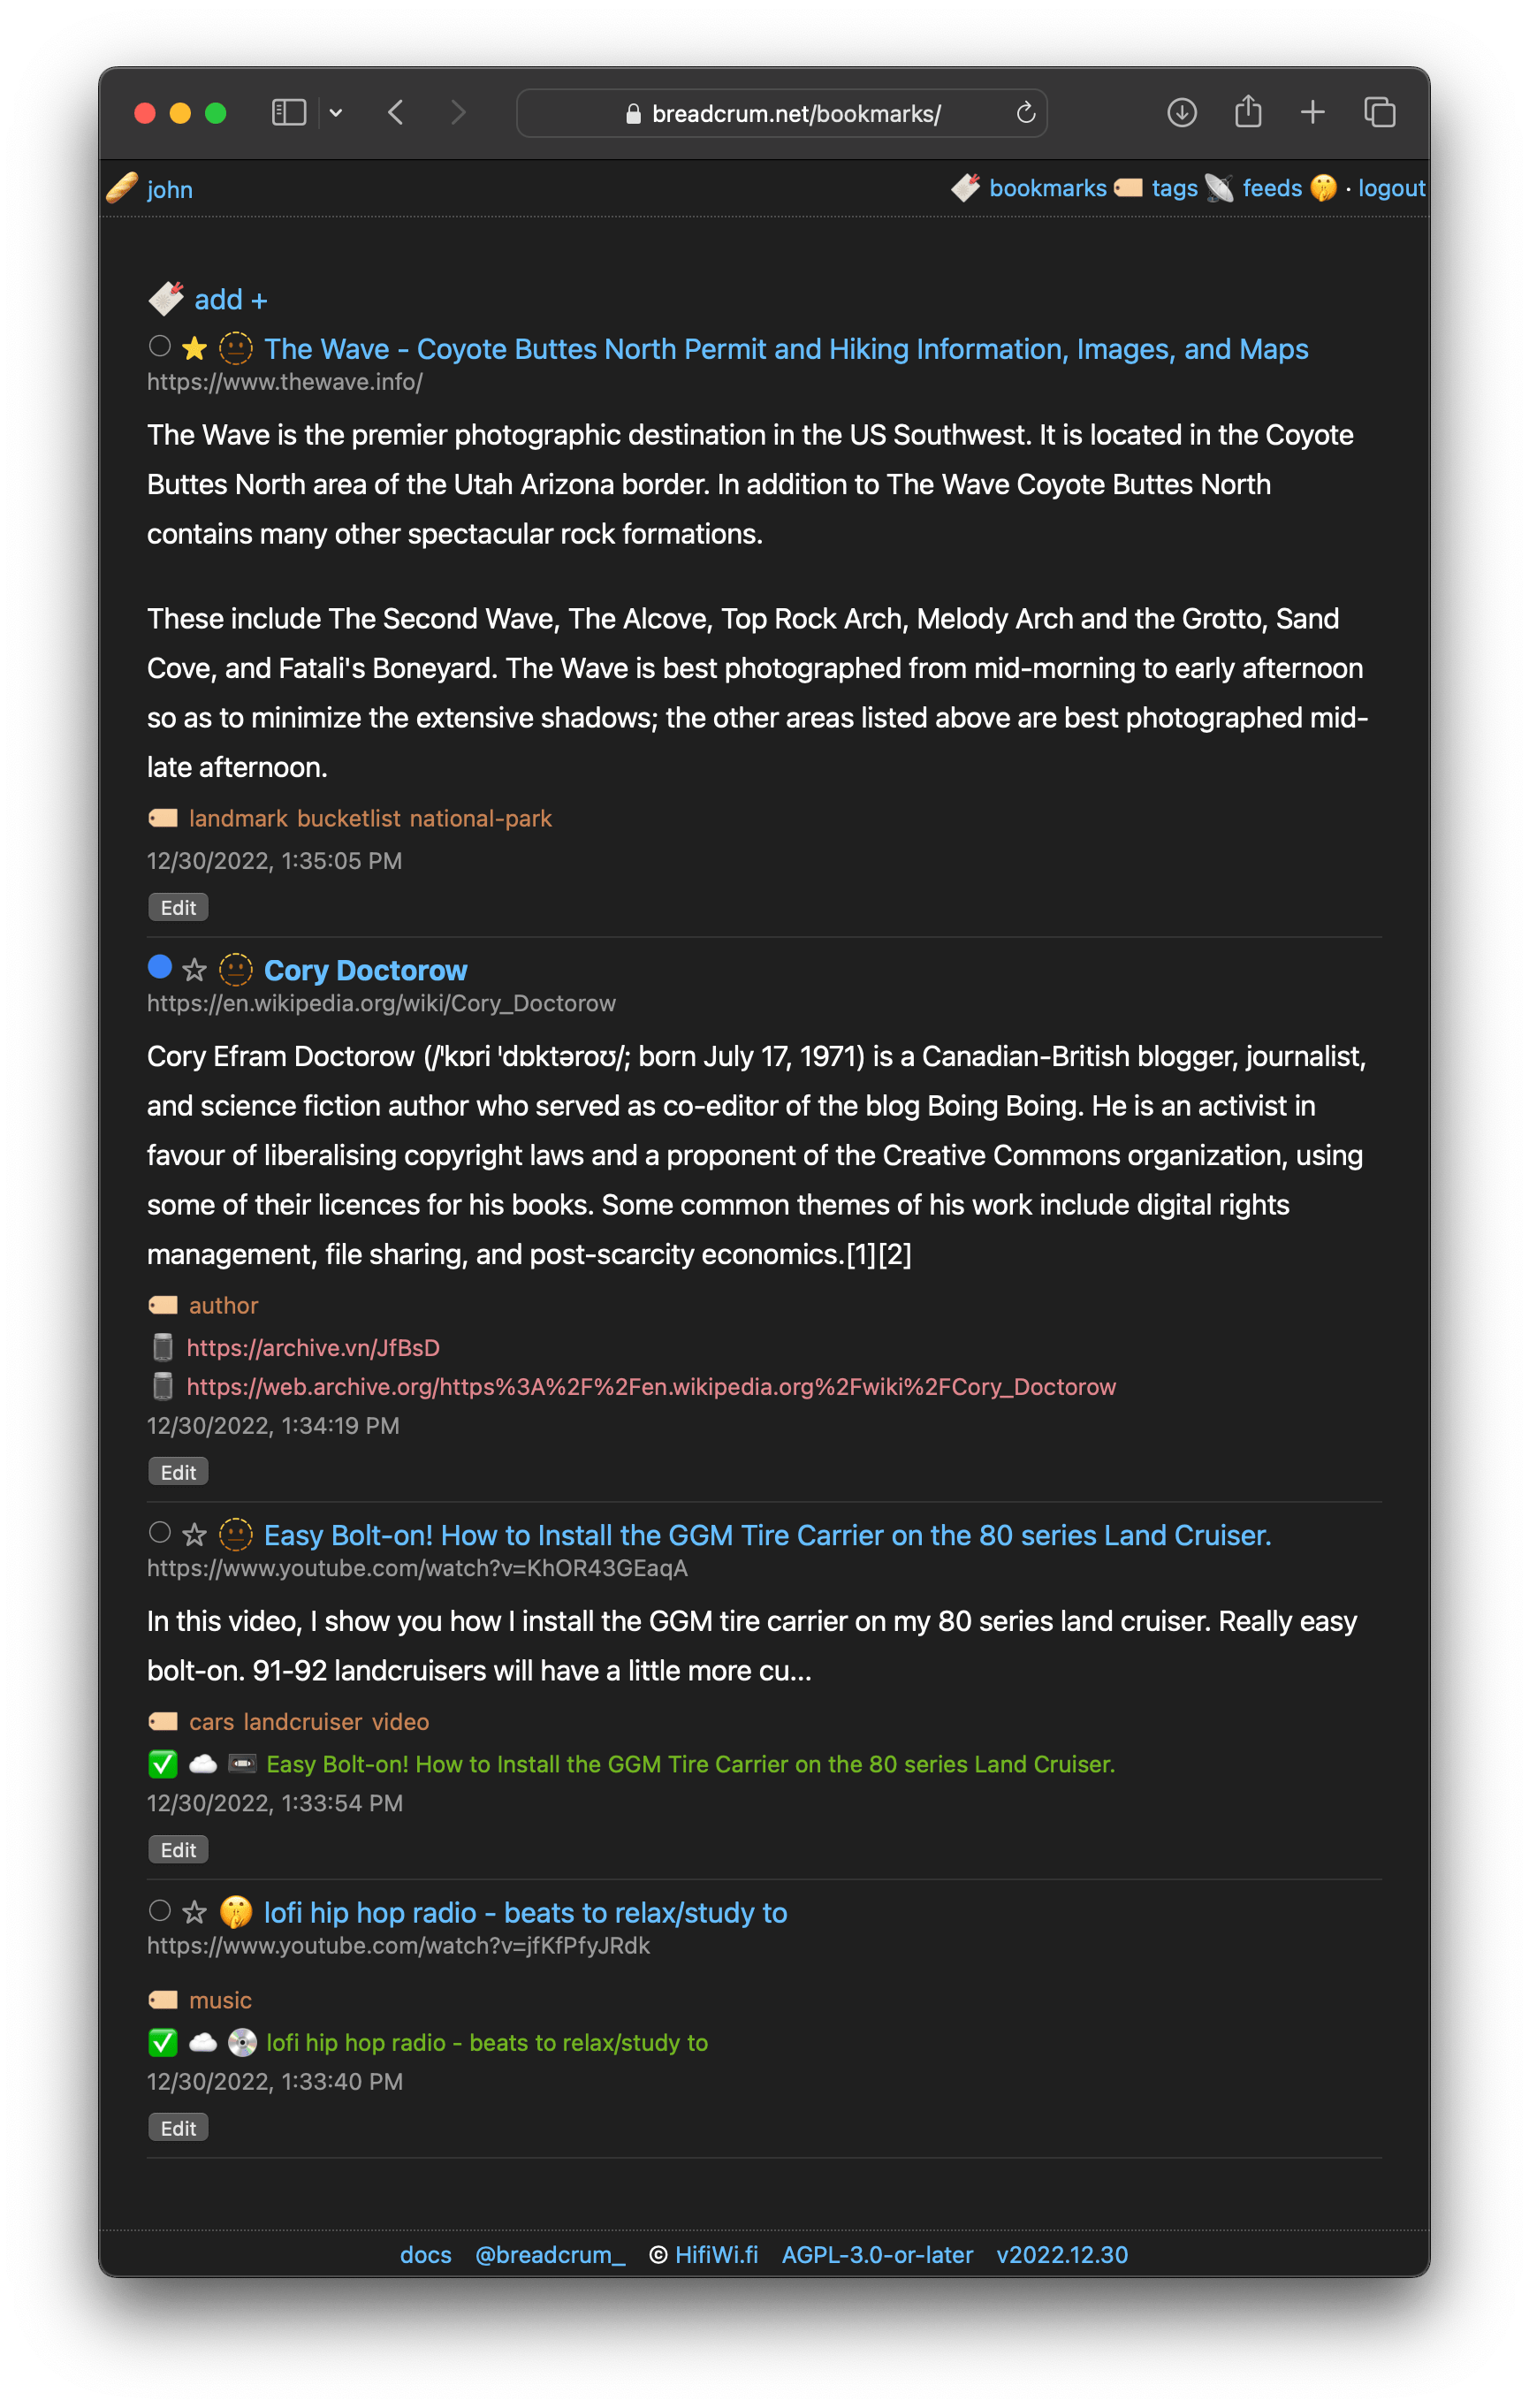 breadcrum.net/bookmarks/
🥖 john
🔖 bookmarks 🏷️ tags 📡 feeds 🤫 · logout
add +
The Wave - Coyote Buttes North Permit and Hiking Information, Images, and Maps
https://www.thewave.info/
The Wave is the premier photographic destination in the US Southwest. It is located in the Coyote
Buttes North area of the Utah Arizona border. In addition to The Wave Coyote Buttes North
contains many other spectacular rock formations.
These include The Second Wave, The Alcove, Top Rock Arch, Melody Arch and the Grotto, Sand
Cove, and Fatali's Boneyard. The Wave is best photographed from mid-morning to early afternoon
so as to minimize the extensive shadows; the other areas listed above are best photographed mid-
late afternoon.
landmark bucketlist national-park
12/30/2022, 1:35:05 PM
Edit
Cory Doctorow
https://en.wikipedia.org/wiki/Cory_Doctorow
Cory Efram Doctorow (/ˈkɒri ˈdɒktəroʊ/; born July 17, 1971) is a Canadian-British blogger, journalist,
and science fiction author who served as co-editor of the blog Boing Boing. He is an activist in
favour of liberalising copyright laws and a proponent of the Creative Commons organization, using
some of their licences for his books. Some common themes of his work include digital rights
management, file sharing, and post-scarcity economics.[1][2]
author
https://archive.vn/JfBsD
https://web.archive.org/https%3A%2F%2Fen.wikipedia.org%2Fwiki%2FCory_Doctorow
12/30/2022, 1:34:19 PM
Edit
Easy Bolt-on! How to Install the GGM Tire Carrier on the 80 series Land Cruiser.
https://www.youtube.com/watch?v=KhOR43GEaqA
In this video, I show you how I install the GGM tire carrier on my 80 series land cruiser. Really easy
bolt-on. 91-92 landcruisers will have a little more cu...
cars landcruiser video
Easy Bolt-on! How to Install the GGM Tire Carrier on the 80 series Land Cruiser.
12/30/2022, 1:33:54 PM
Edit
lofi hip hop radio - beats to relax/study to
https://www.youtube.com/watch?v=jfKfPfyJRdk
music
lofi hip hop radio - beats to relax/study to
12/30/2022, 1:33:40 PM
Edit
docs @breadcrum_ © HifiWi.fi AGPL-3.0-or-later v2022.12.30